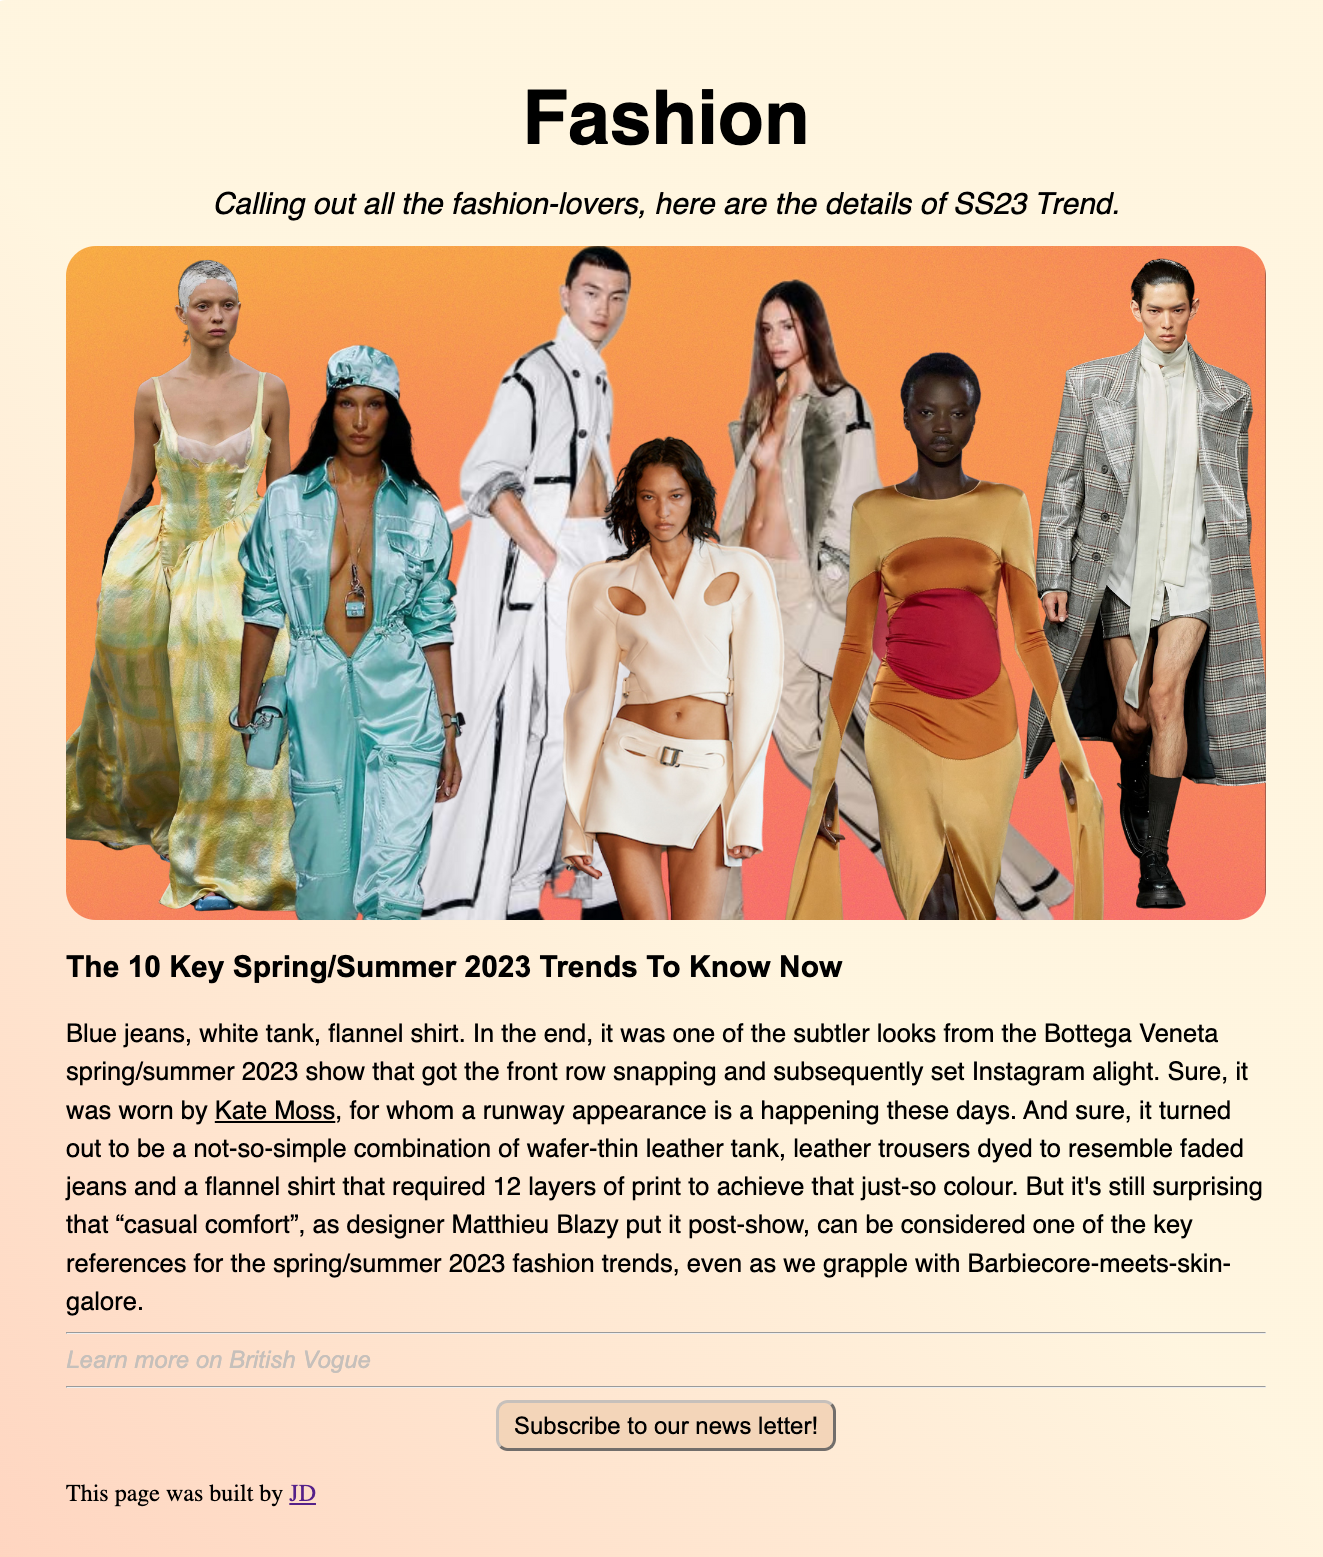 Fashion
Calling out all the fashion-lovers, here are the details of SS23 Trend.
The 10 Key Spring/Summer 2023 Trends To Know Now
Blue jeans, white tank, flannel shirt. In the end, it was one of the subtler looks from the Bottega Veneta
spring/summer 2023 show that got the front row snapping and subsequently set Instagram alight. Sure, it
was worn by Kate Moss, for whom a runway appearance is a happening these days. And sure, it turned
out to be a not-so-simple combination of wafer-thin leather tank, leather trousers dyed to resemble faded
jeans and a flannel shirt that required 12 layers of print to achieve that just-so colour. But it's still surprising
that “casual comfort”, as designer Matthieu Blazy put it post-show, can be considered one of the key
references for the spring/summer 2023 fashion trends, even as we grapple with Barbiecore-meets-skin-
galore.
Learn more on British Vogue
Subscribe to our news letter!
This page was built by JD